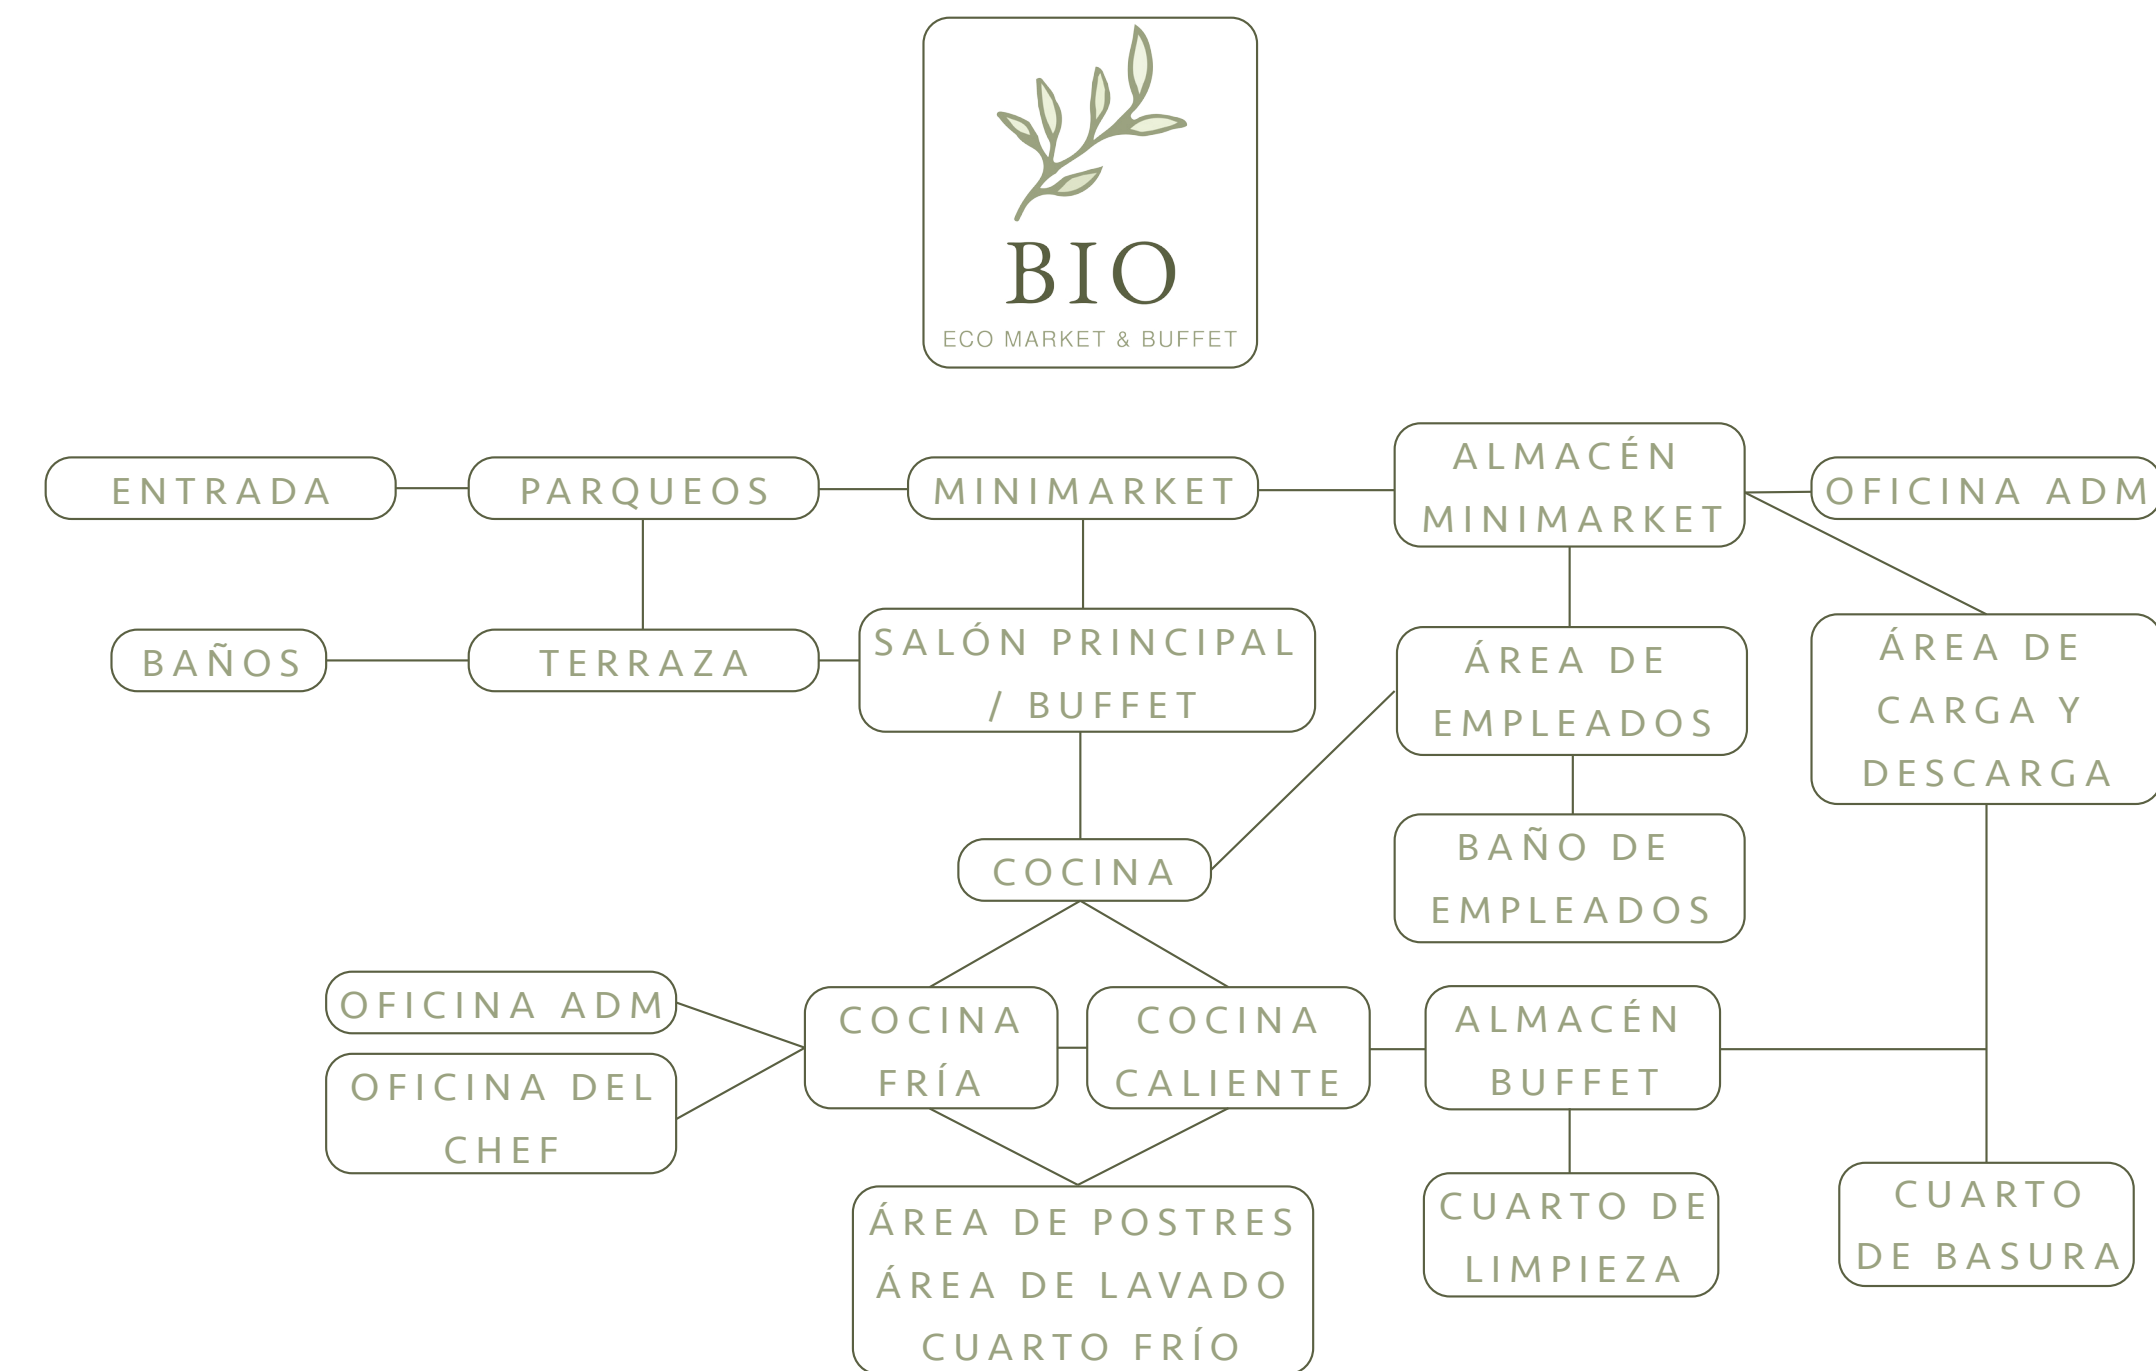 BIO
ECO MARKET & BUFFET
ENTRADA
PARQUEOS
MINIMARKET
ALMACÉN
MINIMARKET
OFICINA ADM
BAÑOS
TERRAZA
SALÓN PRINCIPAL
/ BUFFET
ÁREA DE
EMPLEADOS
ÁREA DE
CARGA Y
DESCARGA
COCINA
BAÑO DE
EMPLEADOS
OFICINA ADM
OFICINA DEL
CHEF
COCINA
FRÍA
COCINA
CALIENTE
ALMACÉN
BUFFET
ÁREA DE POSTRES
ÁREA DE LAVADO
CUARTO FRÍO
CUARTO DE
LIMPIEZA
CUARTO
DE BASURA